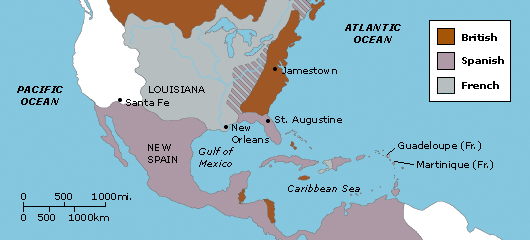 ATLANTIC
OCEAN
British
Spanish
French
Jamestown
PACIFIC
OCEAN
LOUISIANA
Santa Fe
St. Augustine
New
Orleans
NEW
SPAIN
Gulf of
Mexico
Guadeloupe (Fr.)
Martinique (Fr.)
Caribbean Sea
0 500 1000mi.
0 500 1000km